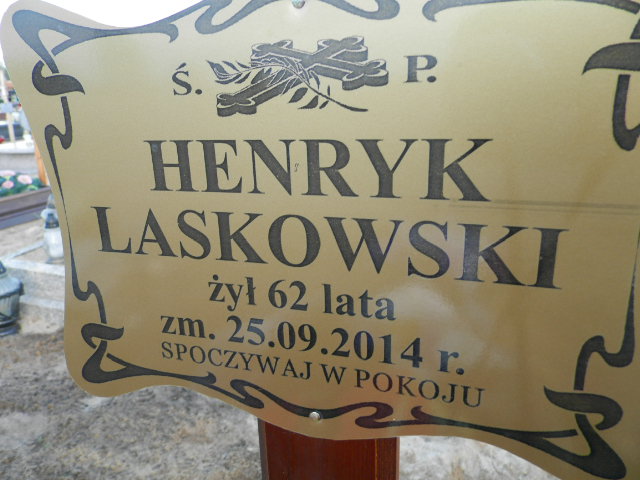 Ś. P.
HENRYK
LASKOWSKI
żył 62 lata
zm. 25.09.2014 r.
SPOCZYWAJ W POKOJU